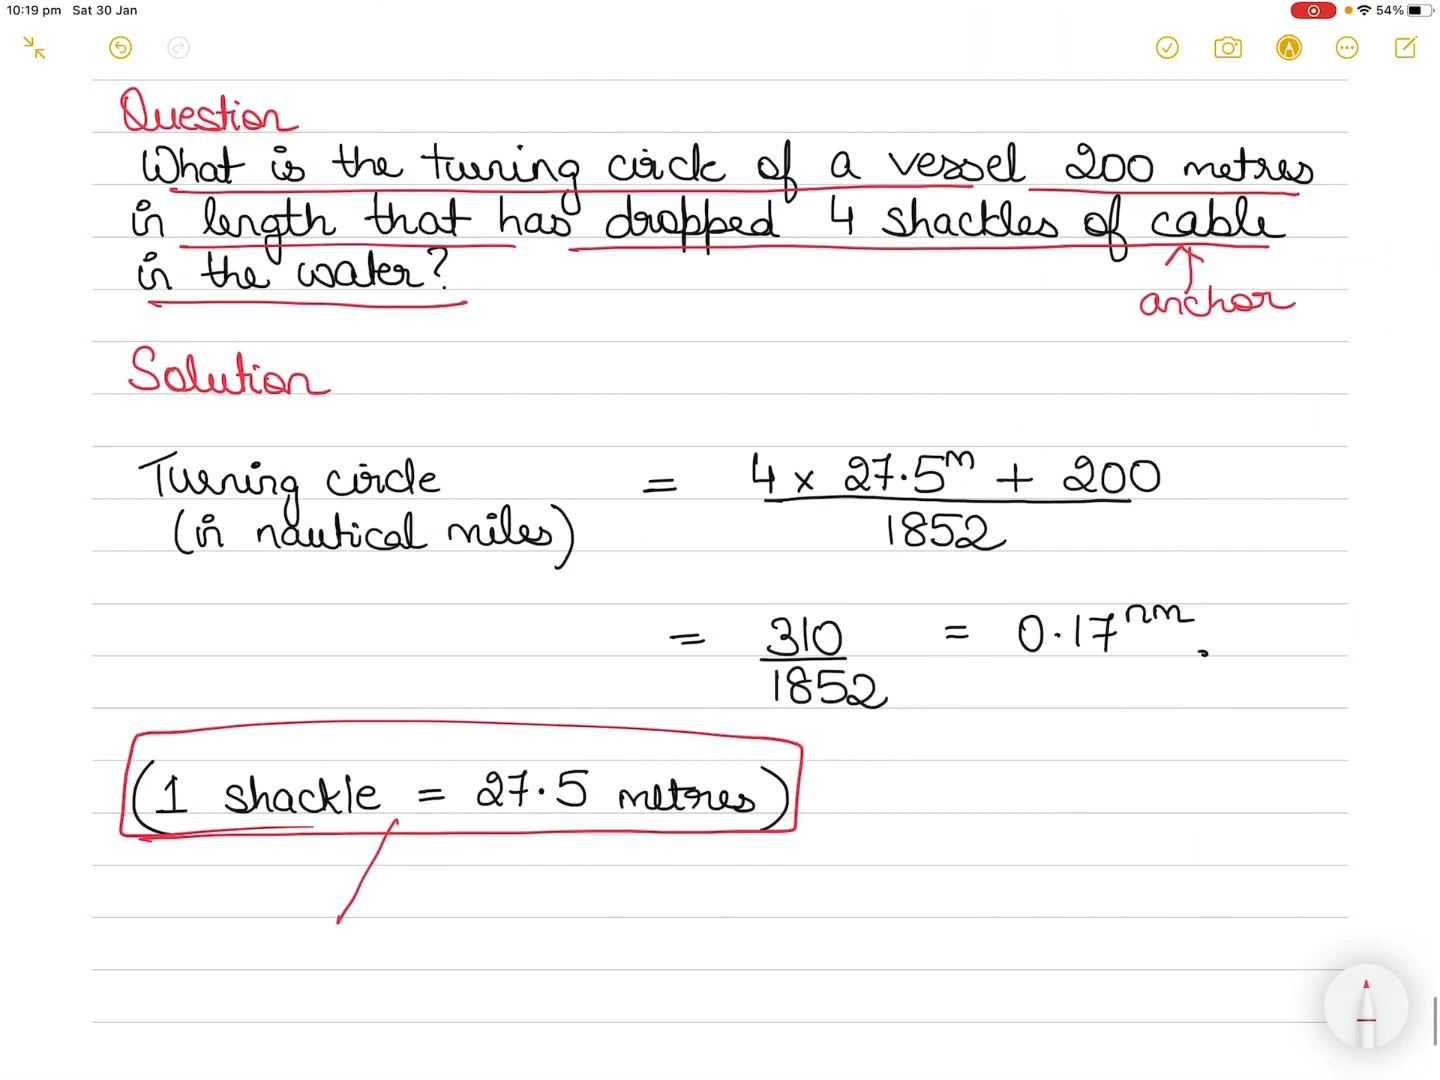 10:19 pm Sat 30 Jan 54%
Question
What is the turning circle of a vessel 200 metres
in length that has dropped 4 shackles of cable
in the water?
anchor
Solution
Turning circle = 4 x 27.5m + 200
(in nautical miles) 1852
= 310 = 0.17nm.
1852
(1 shackle = 27.5 metres)